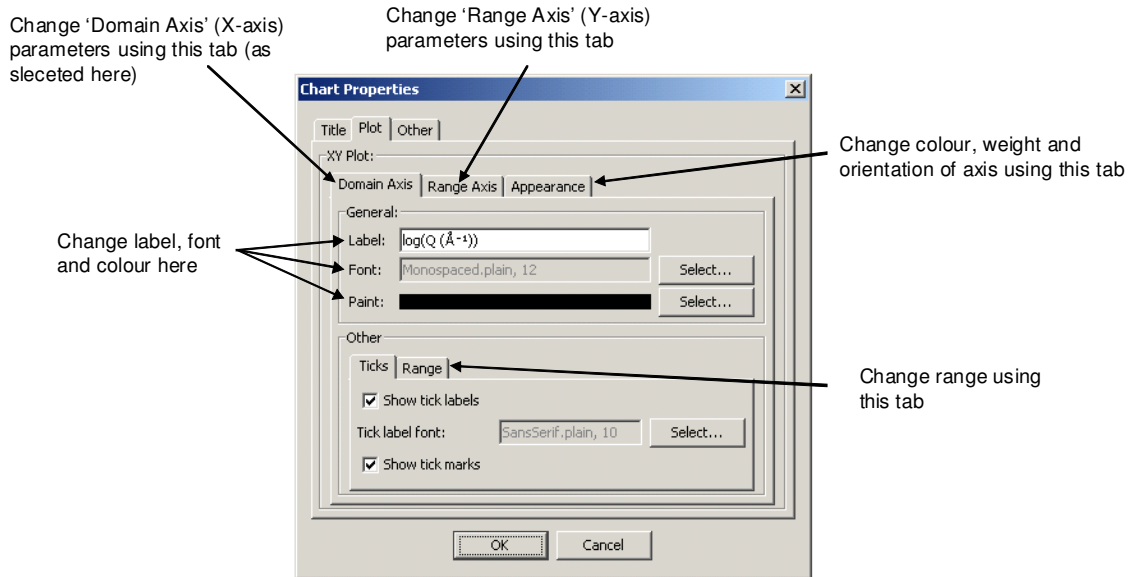 Change ‘Domain Axis’ (X-axis)
parameters using this tab (as
sleceted here)
Change ‘Range Axis’ (Y-axis)
parameters using this tab
Chart Properties
Title Plot Other
XY Plot:
Domain Axis Range Axis Appearance
Change colour, weight and
orientation of axis using this tab
General:
Label: log(Q (Å⁻¹))
Font: Monospaced.plain, 12 Select...
Paint: Select...
Change label, font
and colour here
Other
Ticks Range
Show tick labels
Tick label font: SansSerif.plain, 10 Select...
Show tick marks
Change range using
this tab
OK Cancel